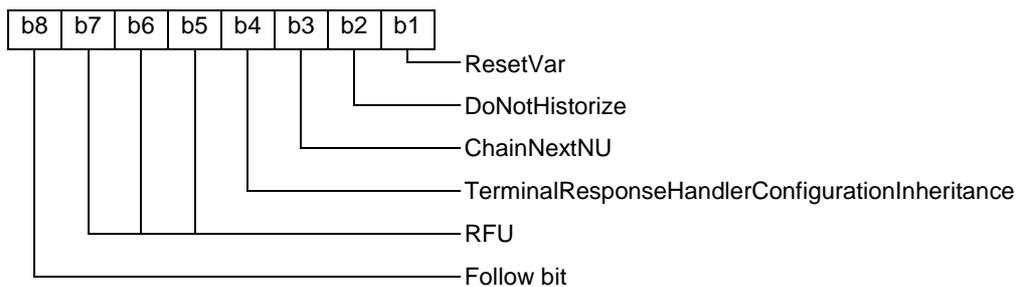 b8 b7 b6 b5 b4 b3 b2 b1
ResetVar
DoNotHistorize
ChainNextNU
TerminalResponseHandlerConfigurationInheritance
RFU
Follow bit